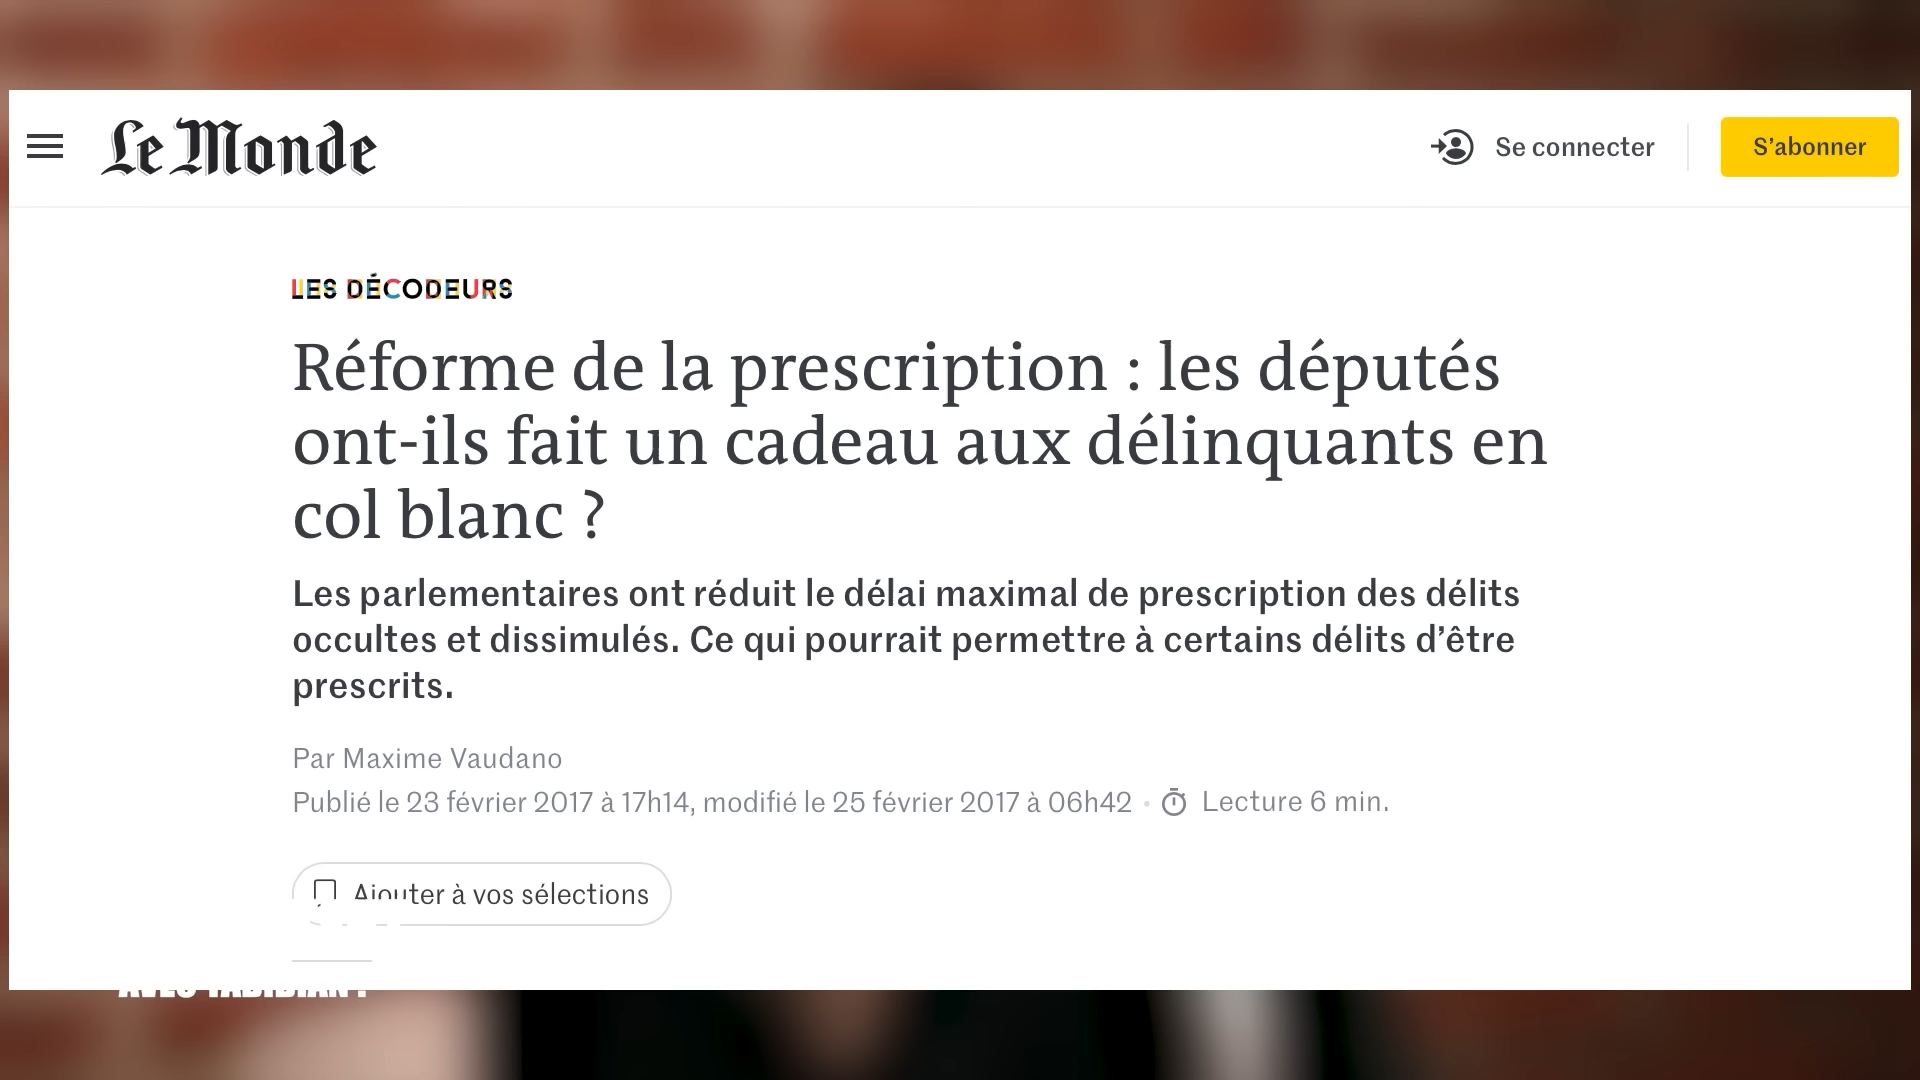 Le Monde
Se connecter
S’abonner
LES DÉCODEURS
Réforme de la prescription : les députés
ont-ils fait un cadeau aux délinquants en
col blanc ?
Les parlementaires ont réduit le délai maximal de prescription des délits
occultes et dissimulés. Ce qui pourrait permettre à certains délits d’être
prescrits.
Par Maxime Vaudano
Publié le 23 février 2017 à 17h14, modifié le 25 février 2017 à 06h42 • Lecture 6 min.
Ajouter à vos sélections